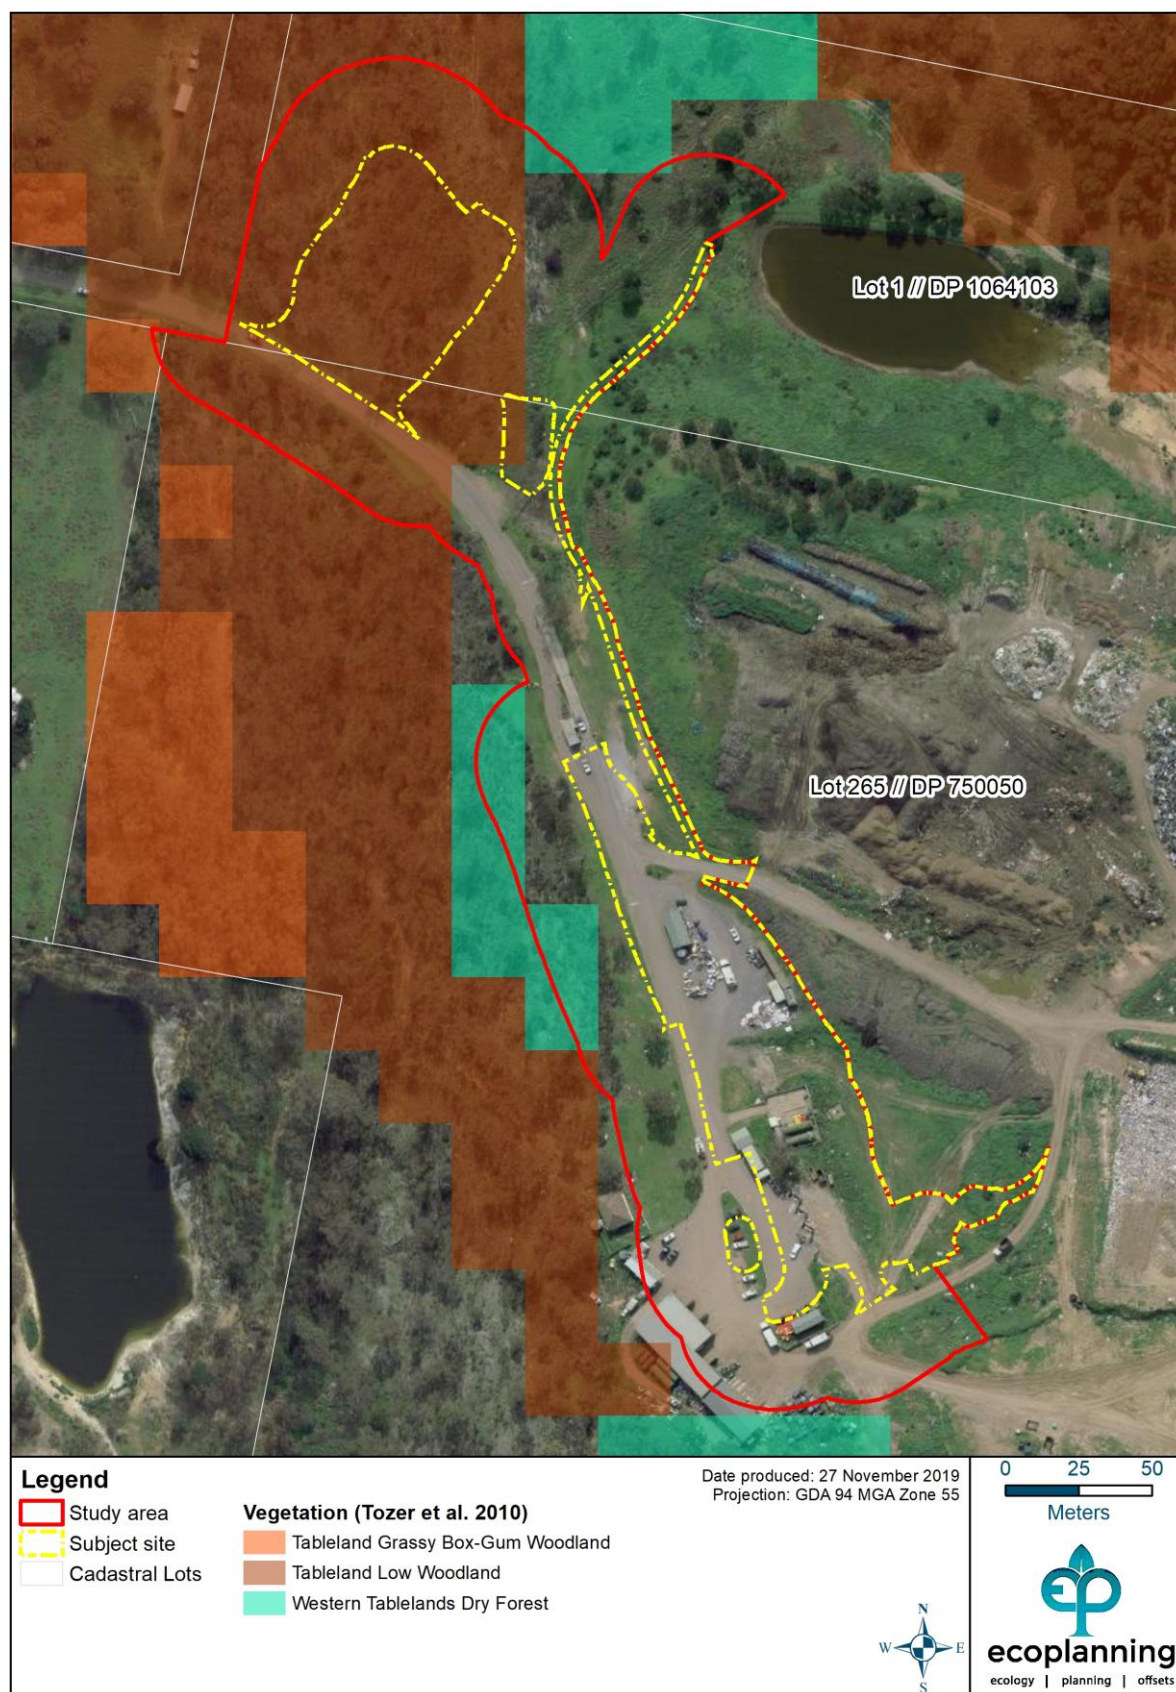 Lot 1 // DP 1064103
Lot 265 // DP 750050
Legend
Study area
Subject site
Cadastral Lots
Vegetation (Tozer et al. 2010)
Tableland Grassy Box-Gum Woodland
Tableland Low Woodland
Western Tablelands Dry Forest
Date produced: 27 November 2019
Projection: GDA 94 MGA Zone 55
N
W E
S
0 25 50
Meters
ep
ecoplanning
ecology | planning | offsets